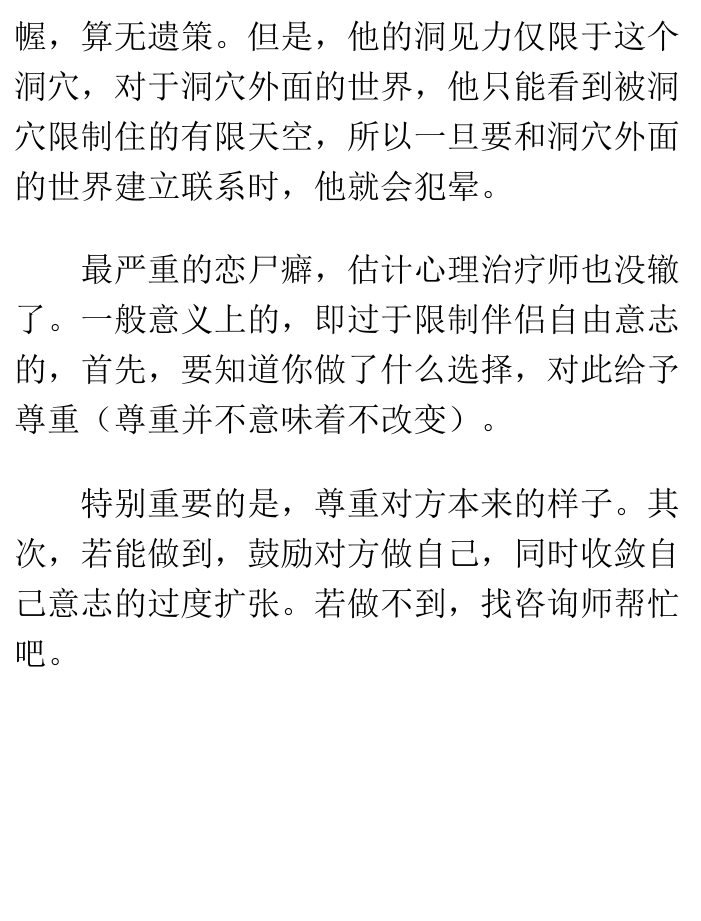 幄，算无遗策。但是，他的洞见力仅限于这个
洞穴，对于洞穴外面的世界，他只能看到被洞
穴限制住的有限天空，所以一旦要和洞穴外面
的世界建立联系时，他就会犯晕。
最严重的恋尸癖，估计心理治疗师也没辙
了。一般意义上的，即过于限制伴侣自由意志
的，首先，要知道你做了什么选择，对此给予
尊重（尊重并不意味着不改变）。
特别重要的是，尊重对方本来的样子。其
次，若能做到，鼓励对方做自己，同时收敛自
己意志的过度扩张。若做不到，找咨询师帮忙
吧。